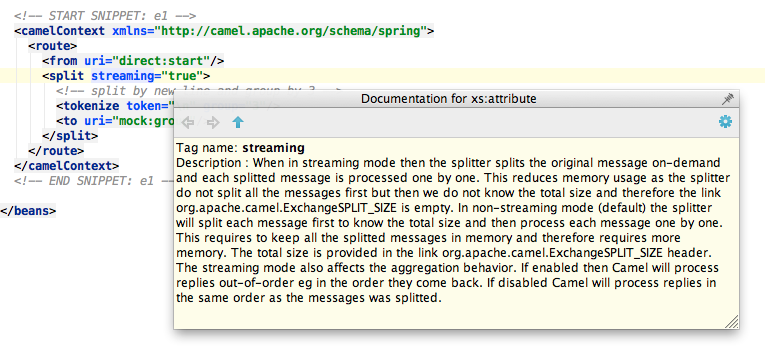 <!-- START SNIPPET: e1 -->
<camelContext xmlns="http://camel.apache.org/schema/spring">
<route>
<from uri="direct:start"/>
<split streaming="true">
<!-- split by new line and group by 3
<tokenize token=
<to uri="mock:gro
</split>
</route>
</camelContext>
<!-- END SNIPPET: e1 -
</beans>
Documentation for xs:attribute
Tag name: streaming
Description : When in streaming mode then the splitter splits the original message on-demand
and each splitted message is processed one by one. This reduces memory usage as the splitter
do not split all the messages first but then we do not know the total size and therefore the link
org.apache.camel.ExchangeSPLIT_SIZE is empty. In non-streaming mode (default) the splitter
will split each message first to know the total size and then process each message one by one.
This requires to keep all the splitted messages in memory and therefore requires more
memory. The total size is provided in the link org.apache.camel.ExchangeSPLIT_SIZE header.
The streaming mode also affects the aggregation behavior. If enabled then Camel will process
replies out-of-order eg in the order they come back. If disabled Camel will process replies in
the same order as the messages was splitted.